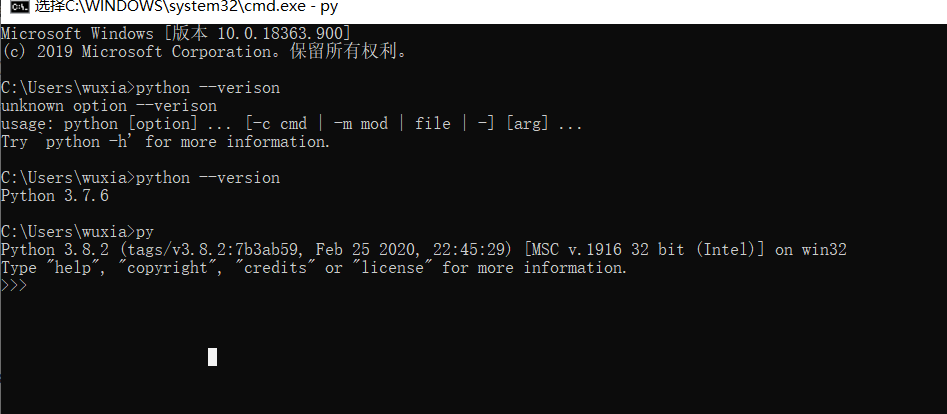 选择C:\WINDOWS\system32\cmd.exe - py
Microsoft Windows [版本 10.0.18363.900]
(c) 2019 Microsoft Corporation。保留所有权利。
C:\Users\wuxia>python --verison
unknown option --verison
usage: python [option] ... [-c cmd | -m mod | file | -] [arg] ...
Try `python -h' for more information.
C:\Users\wuxia>python --version
Python 3.7.6
C:\Users\wuxia>py
Python 3.8.2 (tags/v3.8.2:7b3ab59, Feb 25 2020, 22:45:29) [MSC v.1916 32 bit (Intel)] on win32
Type "help", "copyright", "credits" or "license" for more information.
>>>